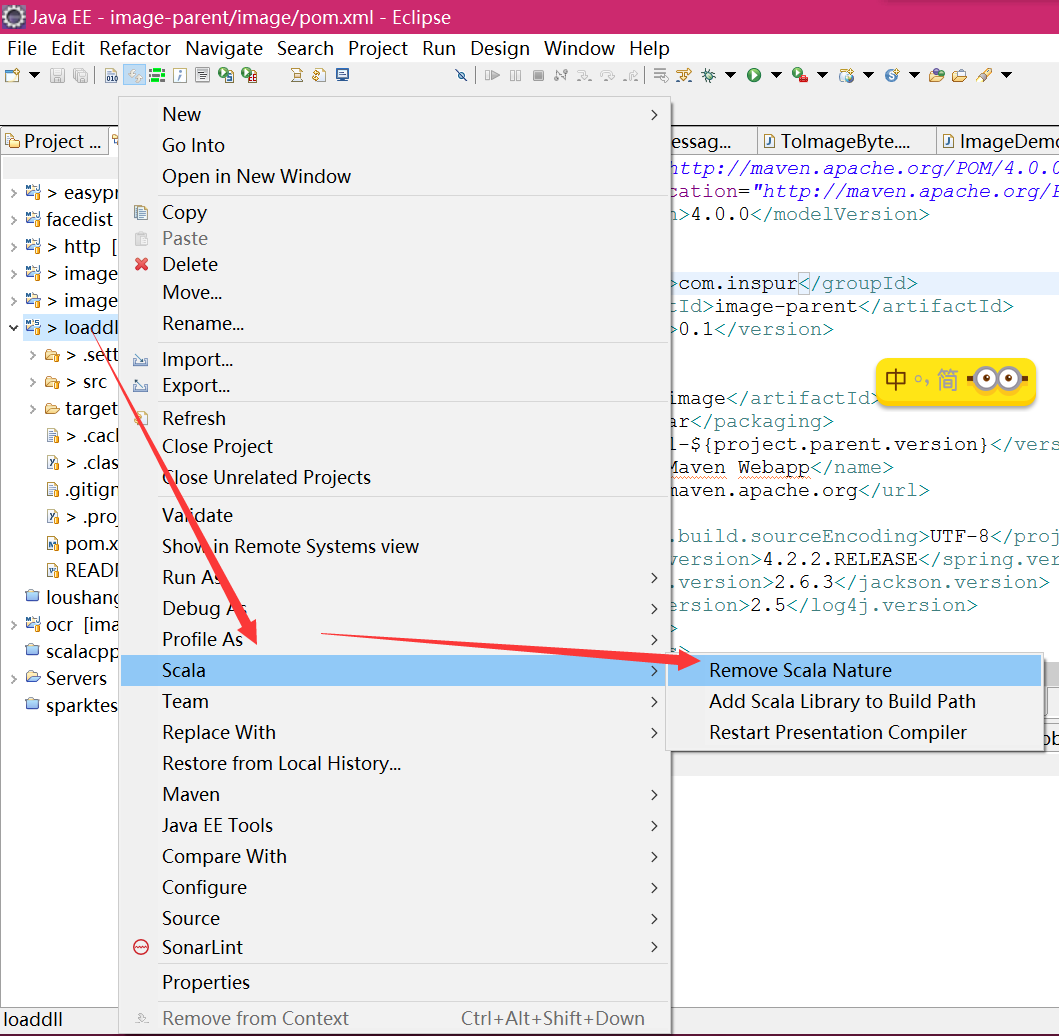 Java EE - image-parent/image/pom.xml - Eclipse
File Edit Refactor Navigate Search Project Run Design Window Help
Project ...
essag...
ToImageByte....
ImageDemo
> easypr
facedist
> http [
> image
> image
> loaddll
> .sett
> src
target
> .cach
> .clas
.gitign
> .proj
pom.x
READM
loushang
ocr [ima
scalacpp
Servers
sparktes
New
Go Into
Open in New Window
Copy
Paste
Delete
Move...
Rename...
Import...
Export...
Refresh
Close Project
Close Unrelated Projects
Validate
Show in Remote Systems view
Run As
Debug As
Profile As
Scala
Team
Replace With
Restore from Local History...
Maven
Java EE Tools
Compare With
Configure
Source
SonarLint
Properties
Remove from Context Ctrl+Alt+Shift+Down
Remove Scala Nature
Add Scala Library to Build Path
Restart Presentation Compiler
http://maven.apache.org/POM/4.0.0
cation="http://maven.apache.org/P
>4.0.0</modelVersion>
>com.inspur</groupId>
tId>image-parent</artifactId>
>0.1</version>
image</artifactId>
ar</packaging>
1-${project.parent.version}</vers
Maven Webapp</name>
maven.apache.org</url>
.build.sourceEncoding>UTF-8</proj
version>4.2.2.RELEASE</spring.ver
.version>2.6.3</jackson.version>
ersion>2.5</log4j.version>
中 °, 简
loaddll